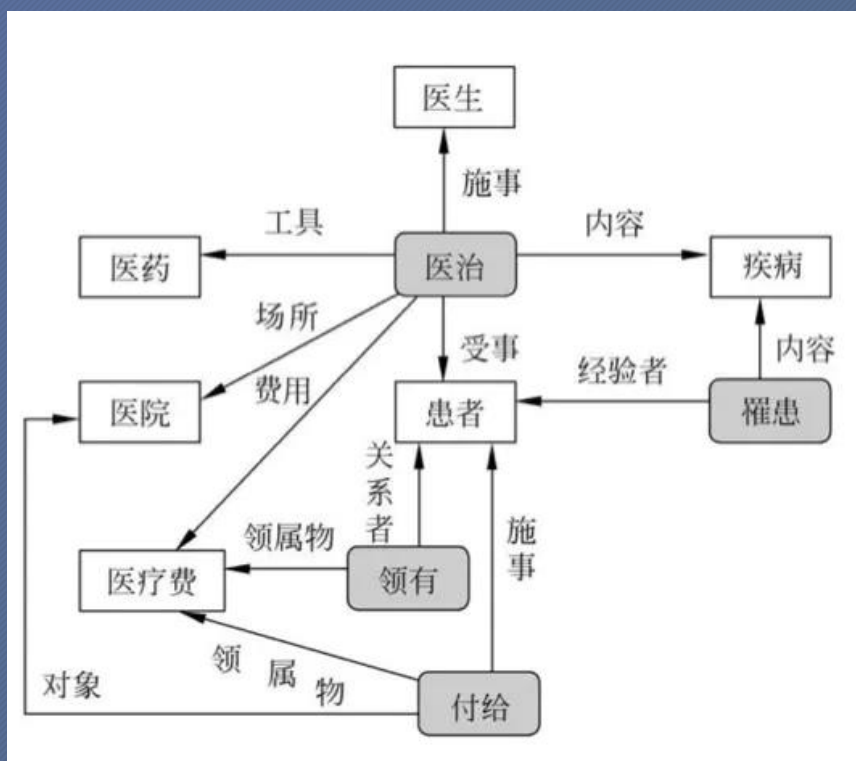 医生
施事
工具
内容
医药
医治
疾病
场所
费用
受事
经验者
内容
医院
患者
罹患
关系者
领属物
施事
医疗费
领有
领属物
对象
付给